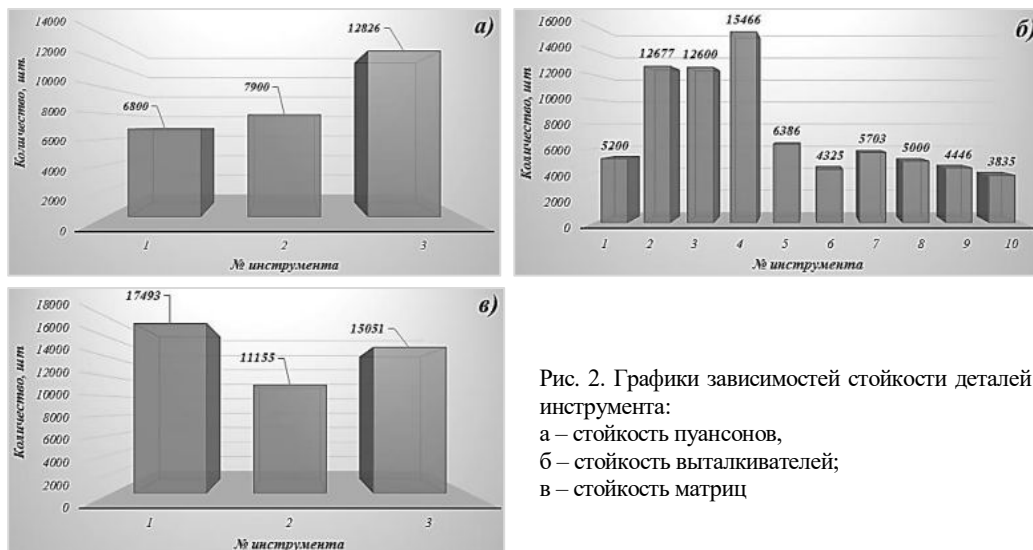 14000
12000
10000
8000
6000
4000
2000
0
Количество, шт.
6800
7900
12826
а)
1 2 3
№ инструмента
16000
14000
12000
10000
8000
6000
4000
2000
0
Количество, шт.
5200
12677
12600
15466
6386
4325
5703
5000
4446
3835
б)
1 2 3 4 5 6 7 8 9 10
№ инструмента
18000
16000
14000
12000
10000
8000
6000
4000
2000
0
Количество, шт
17493
11155
15051
в)
1 2 3
№ инструмента
Рис. 2. Графики зависимостей стойкости деталей
инструмента:
а – стойкость пуансонов,
б – стойкость выталкивателей;
в – стойкость матриц